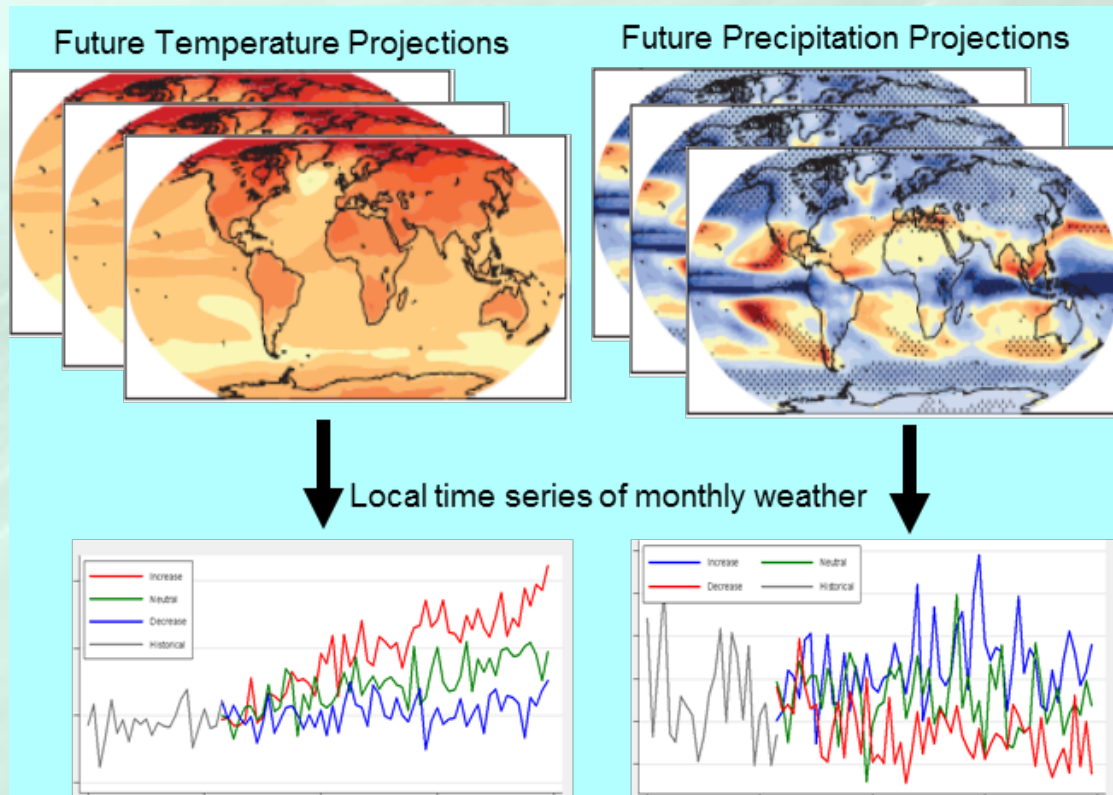 Future Temperature Projections
Future Precipitation Projections
Local time series of monthly weather
Increase
Neutral
Decrease
Historical
Increase
Neutral
Decrease
Historical